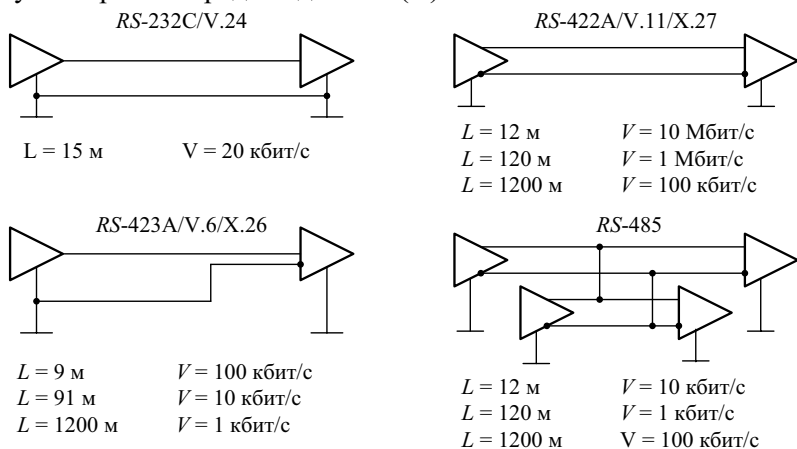 RS-232C/V.24
L = 15 м V = 20 кбит/с
RS-422A/V.11/X.27
L = 12 м V = 10 Мбит/с
L = 120 м V = 1 Мбит/с
L = 1200 м V = 100 кбит/с
RS-423A/V.6/X.26
L = 9 м V = 100 кбит/с
L = 91 м V = 10 кбит/с
L = 1200 м V = 1 кбит/с
RS-485
L = 12 м V = 10 кбит/с
L = 120 м V = 1 кбит/с
L = 1200 м V = 100 кбит/с